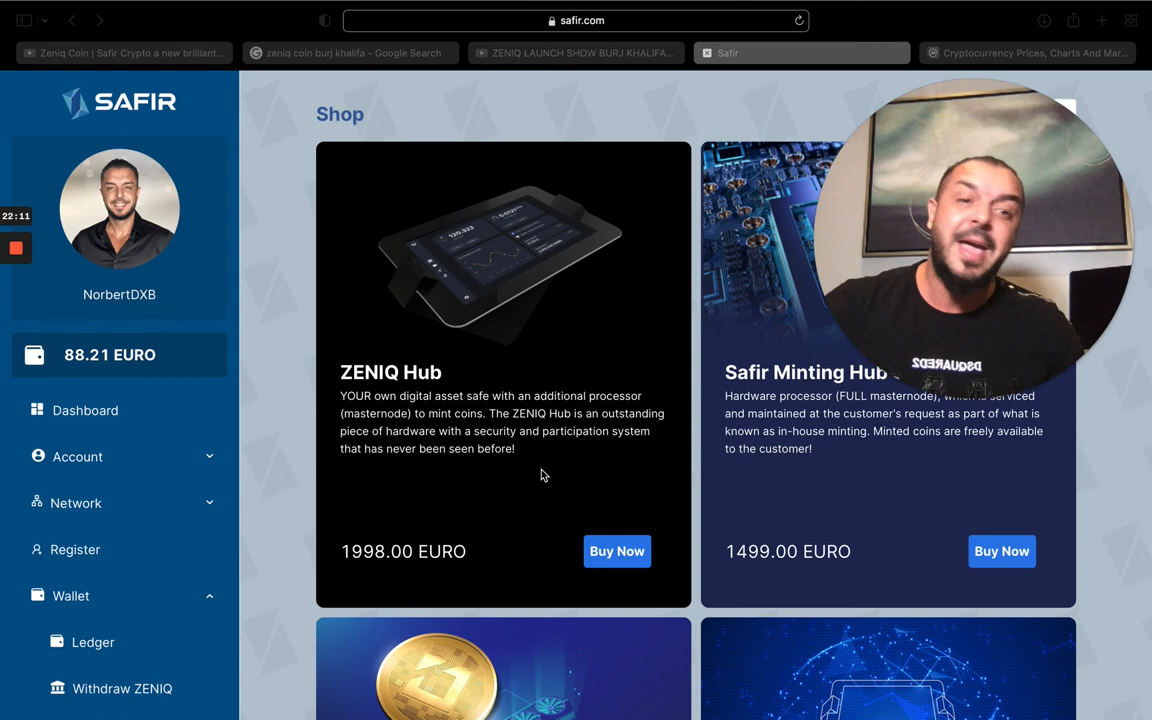 safir.com
Zeniq Coin | Safir Crypto a new brilliant...
zeniq coin burj khalifa - Google Search
ZENIQ LAUNCH SHOW BURJ KHALIFA...
Safir
Cryptocurrency Prices, Charts And Mar...
SAFIR
NorbertDXB
88.21 EURO
Dashboard
Account
Network
Register
Wallet
Ledger
Withdraw ZENIQ
22:11
Shop
120,323
ZENIQ Hub
YOUR own digital asset safe with an additional processor
(masternode) to mint coins. The ZENIQ Hub is an outstanding
piece of hardware with a security and participation system
that has never been seen before!
1998.00 EURO
Buy Now
Safir Minting Hub
Hardware processor (FULL masternode), which is serviced
and maintained at the customer's request as part of what is
known as in-house minting. Minted coins are freely available
to the customer!
1499.00 EURO
Buy Now
DSQUARED2